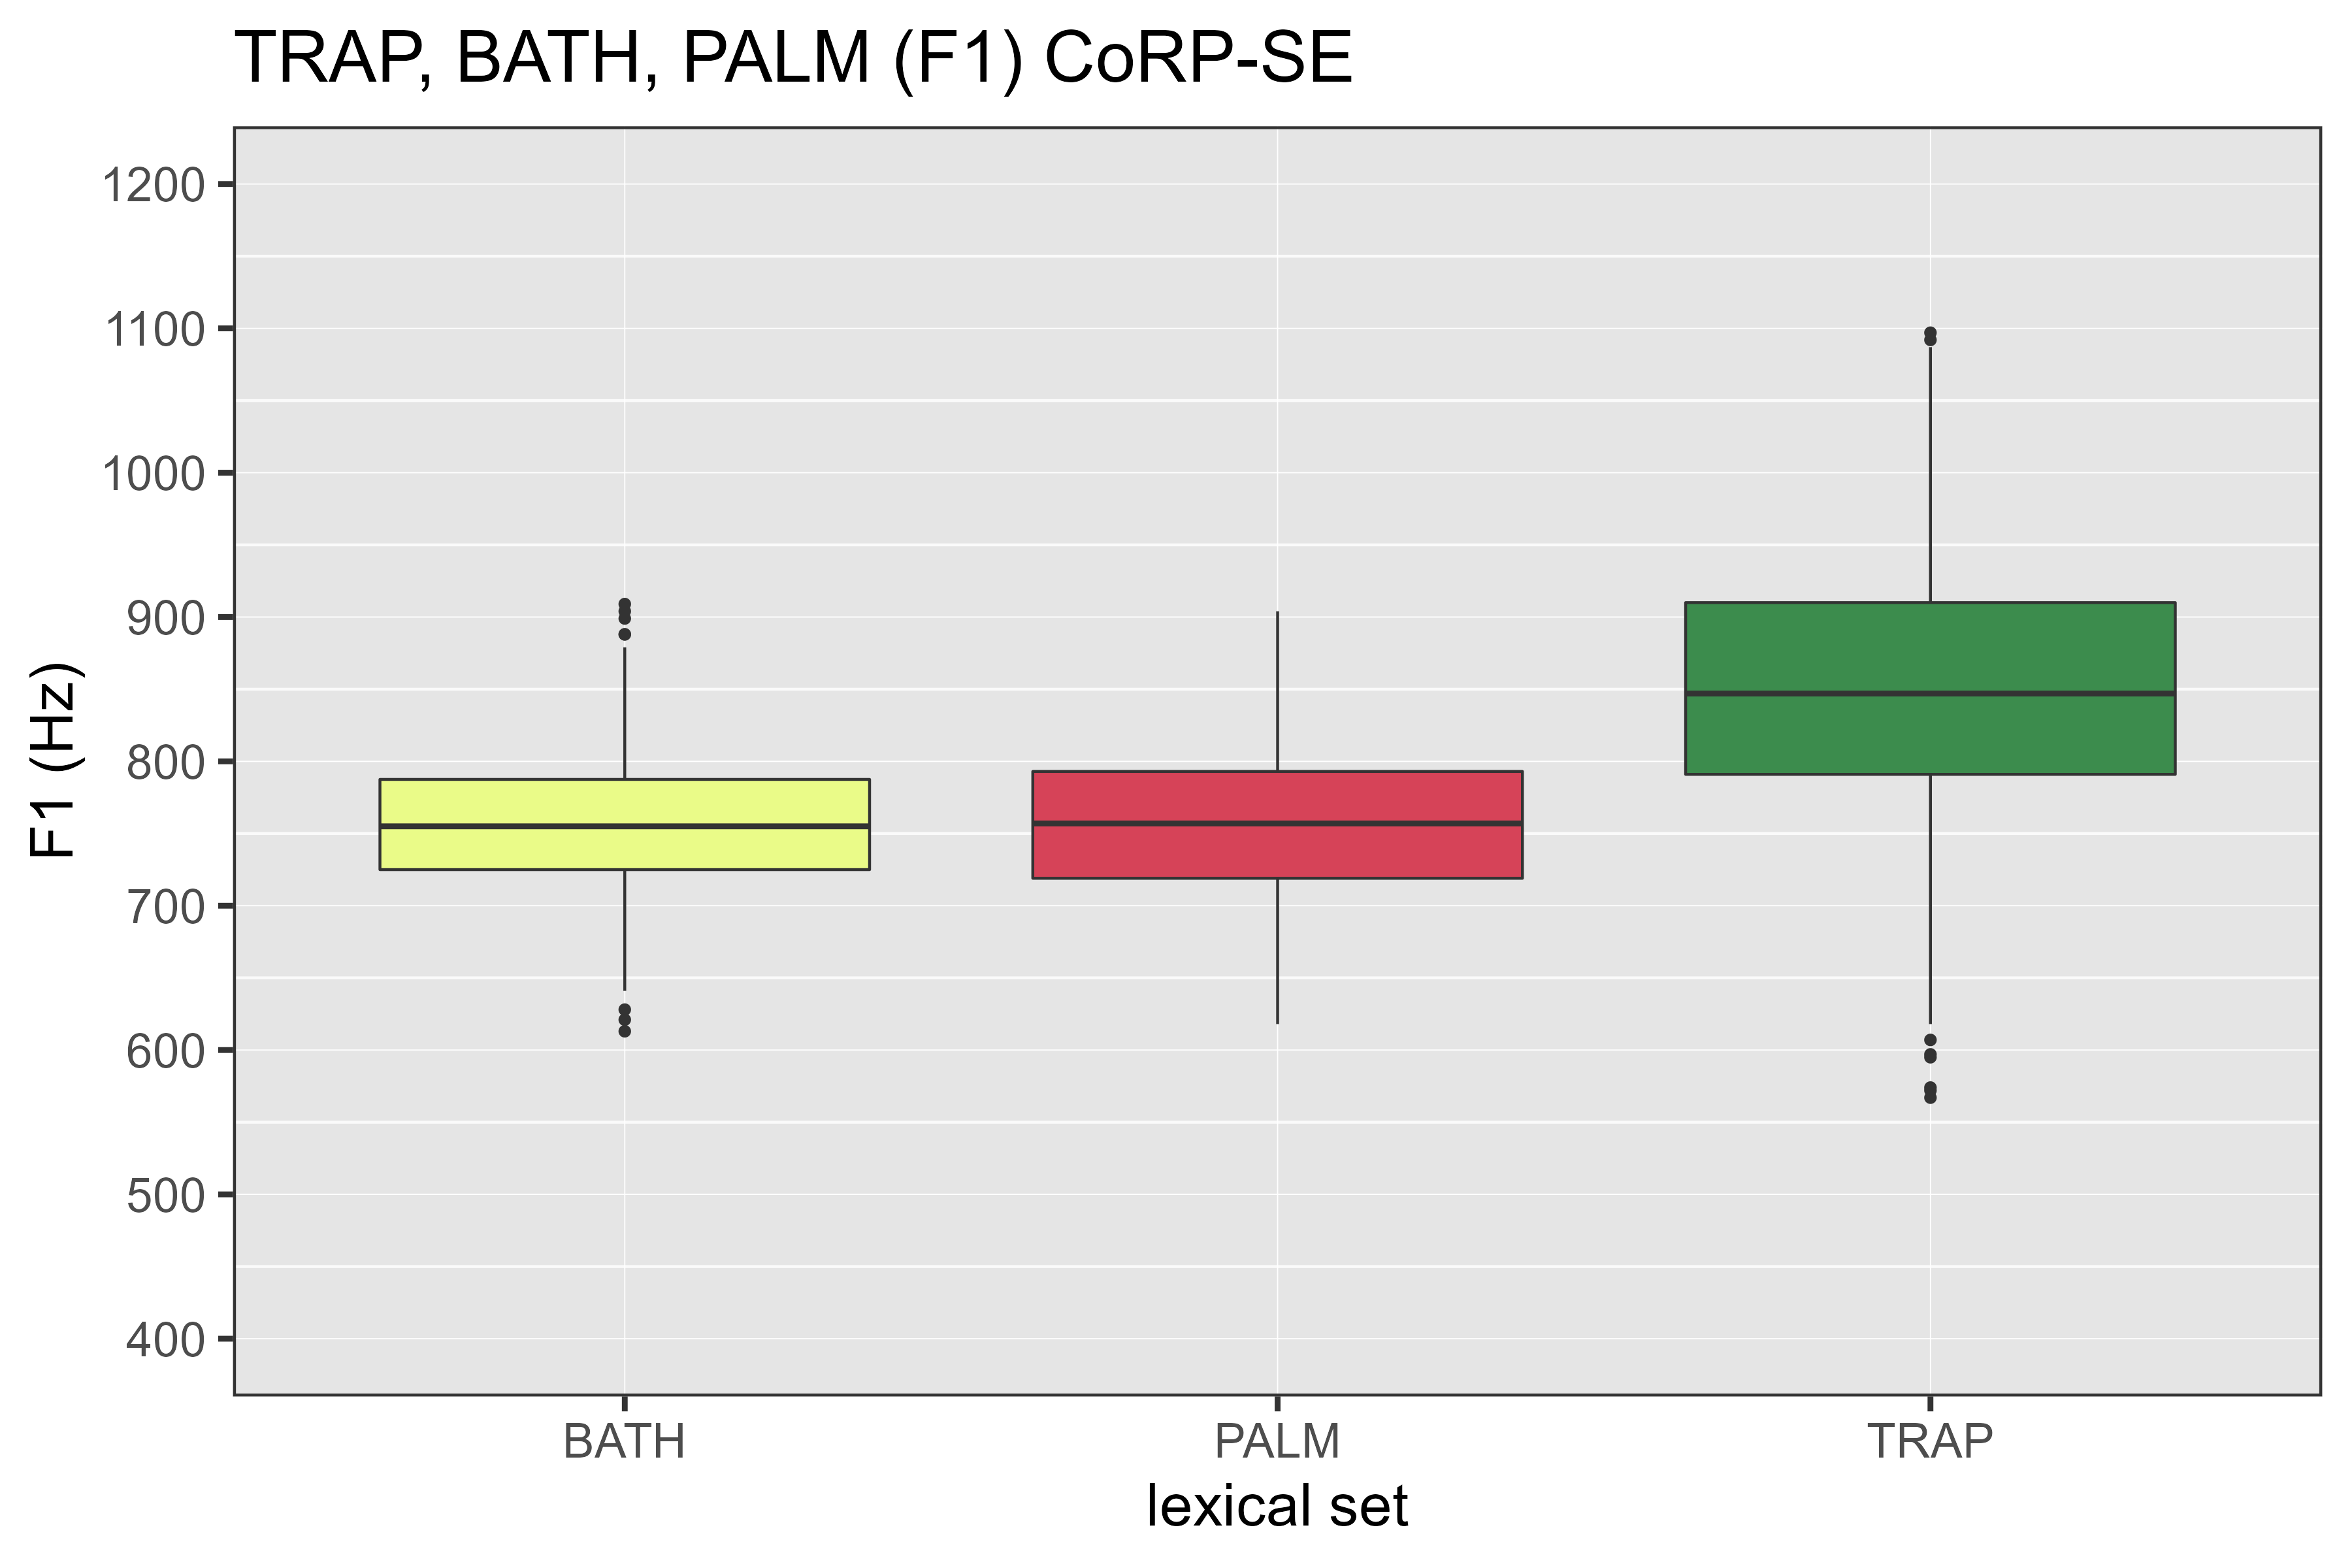 TRAP, BATH, PALM (F1) CoRP-SE
F1 (Hz)
1200
1100
1000
900
800
700
600
500
400
BATH PALM TRAP
lexical set